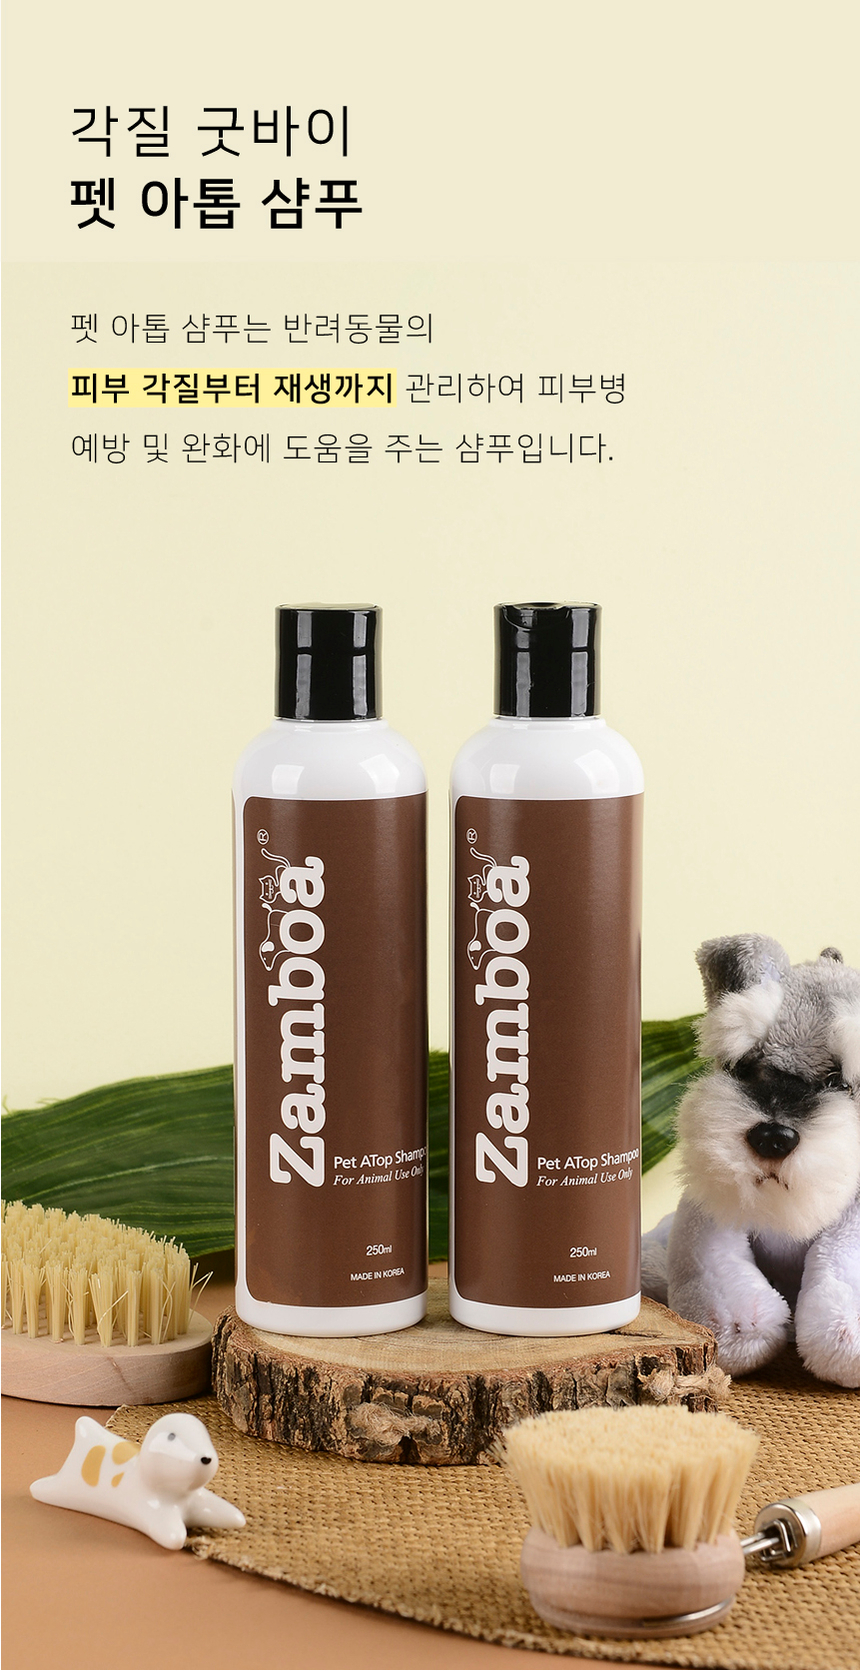 각질 굿바이
펫 아톱 샴푸
펫 아톱 샴푸는 반려동물의
피부 각질부터 재생까지 관리하여 피부병
예방 및 완화에 도움을 주는 샴푸입니다.
Zamboa®
Pet ATop Shampoo
For Animal Use Only
250ml
MADE IN KOREA
Zamboa®
Pet ATop Shampoo
For Animal Use Only
250ml
MADE IN KOREA